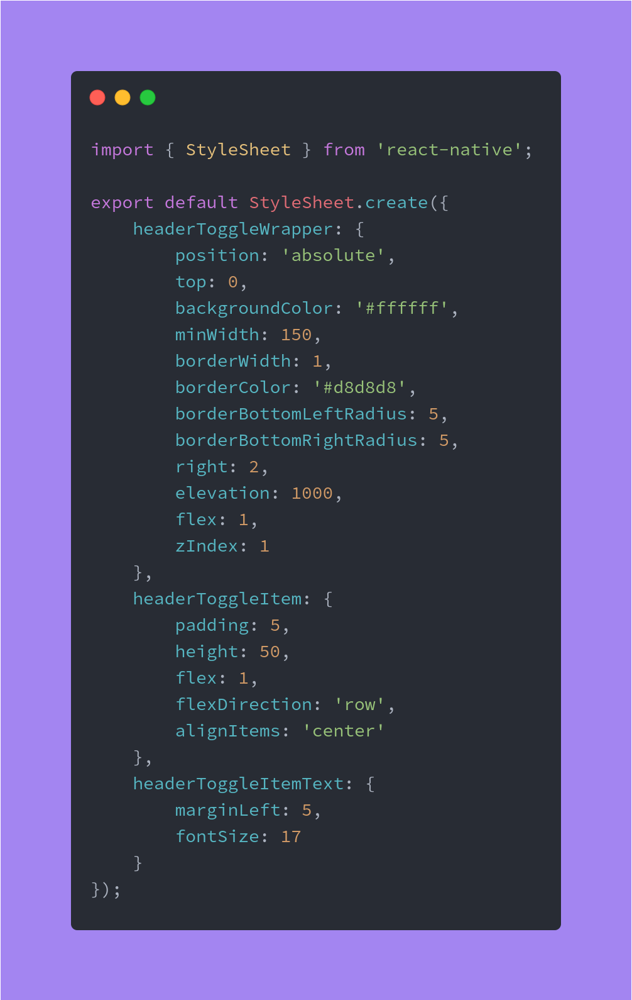 import { StyleSheet } from 'react-native';

export default StyleSheet.create({
    headerToggleWrapper: {
        position: 'absolute',
        top: 0,
        backgroundColor: '#ffffff',
        minWidth: 150,
        borderWidth: 1,
        borderColor: '#d8d8d8',
        borderBottomLeftRadius: 5,
        borderBottomRightRadius: 5,
        right: 2,
        elevation: 1000,
        flex: 1,
        zIndex: 1
    },
    headerToggleItem: {
        padding: 5,
        height: 50,
        flex: 1,
        flexDirection: 'row',
        alignItems: 'center'
    },
    headerToggleItemText: {
        marginLeft: 5,
        fontSize: 17
    }
});